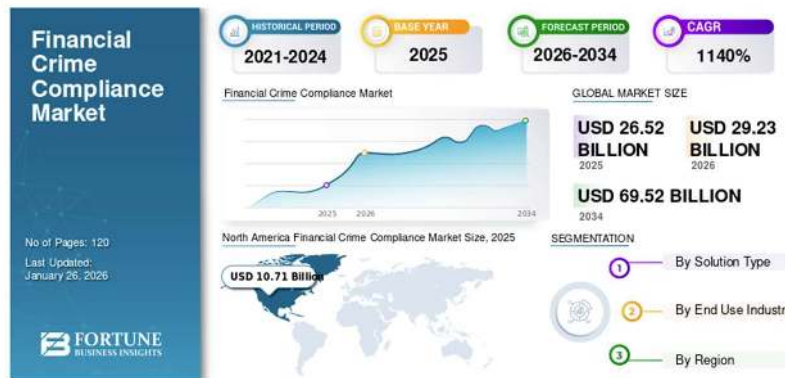 Financial
Crime
Compliance
Market
No of Pages: 120
Last Updated:
January 26, 2026
FORTUNE
BUSINESS INSIGHTS
HISTORICAL PERIOD
2021-2024
BASE YEAR
2025
FORECAST PERIOD
2026-2034
CAGR
1140%
Financial Crime Compliance Market
2025
2026
2034
GLOBAL MARKET SIZE
USD 26.52
BILLION
2025
USD 29.23
BILLION
2026
USD 69.52 BILLION
2034
North America Financial Crime Compliance Market Size, 2025
USD 10.71 Billion
SEGMENTATION
1
By Solution Type
2
By End Use Industr
3
By Region